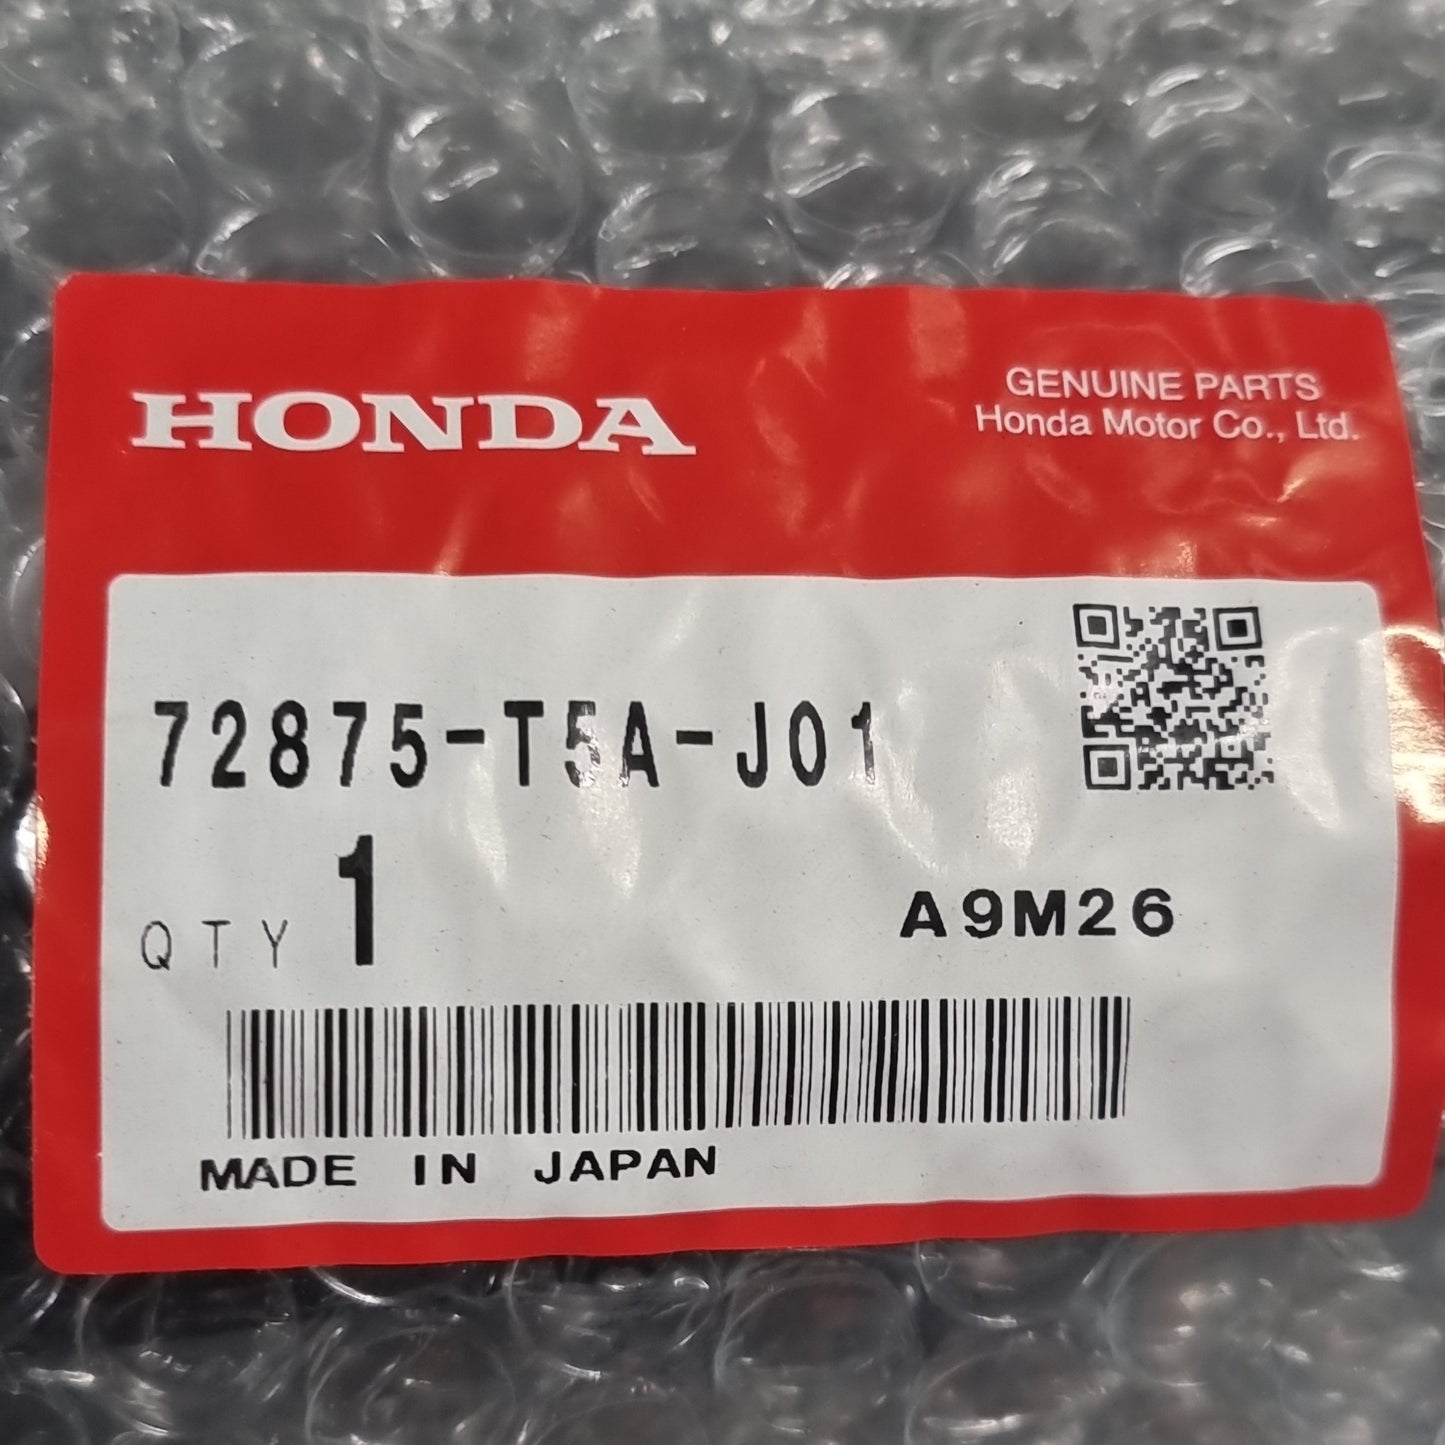 HONDA
GENUINE PARTS
Honda Motor Co., Ltd.
72875-T5A-J01
QTY 1
A9M26
MADE IN JAPAN